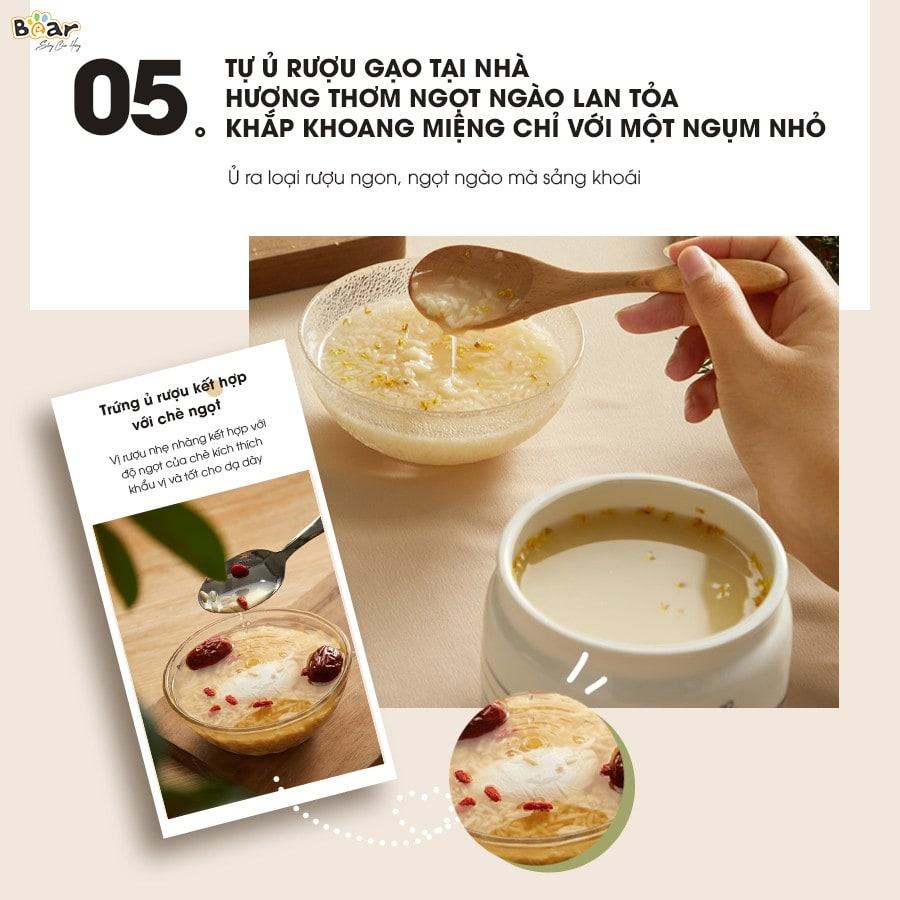 Bear
Sống Cao Hứng
05.
TỰ Ủ RƯỢU GẠO TẠI NHÀ
HƯƠNG THƠM NGỌT NGÀO LAN TỎA
KHẮP KHOANG MIỆNG CHỈ VỚI MỘT NGỤM NHỎ
Ủ ra loại rượu ngon, ngọt ngào mà sảng khoái
Trứng ủ rượu kết hợp
với chè ngọt
Vị rượu nhẹ nhàng kết hợp với
độ ngọt của chè kích thích
khẩu vị và tốt cho dạ dày